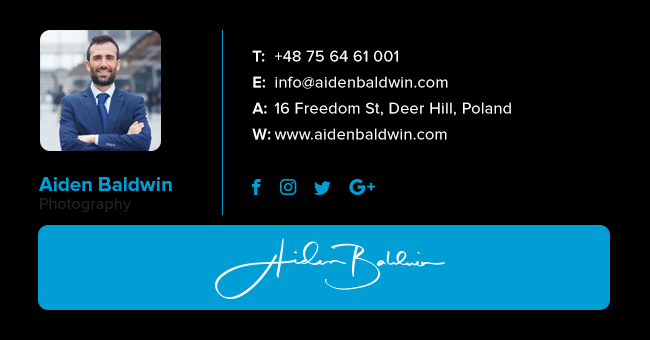 Aiden Baldwin
Photography
T: +48 75 64 61 001
E: info@aidenbaldwin.com
A: 16 Freedom St, Deer Hill, Poland
W: www.aidenbaldwin.com
Aiden Baldwin